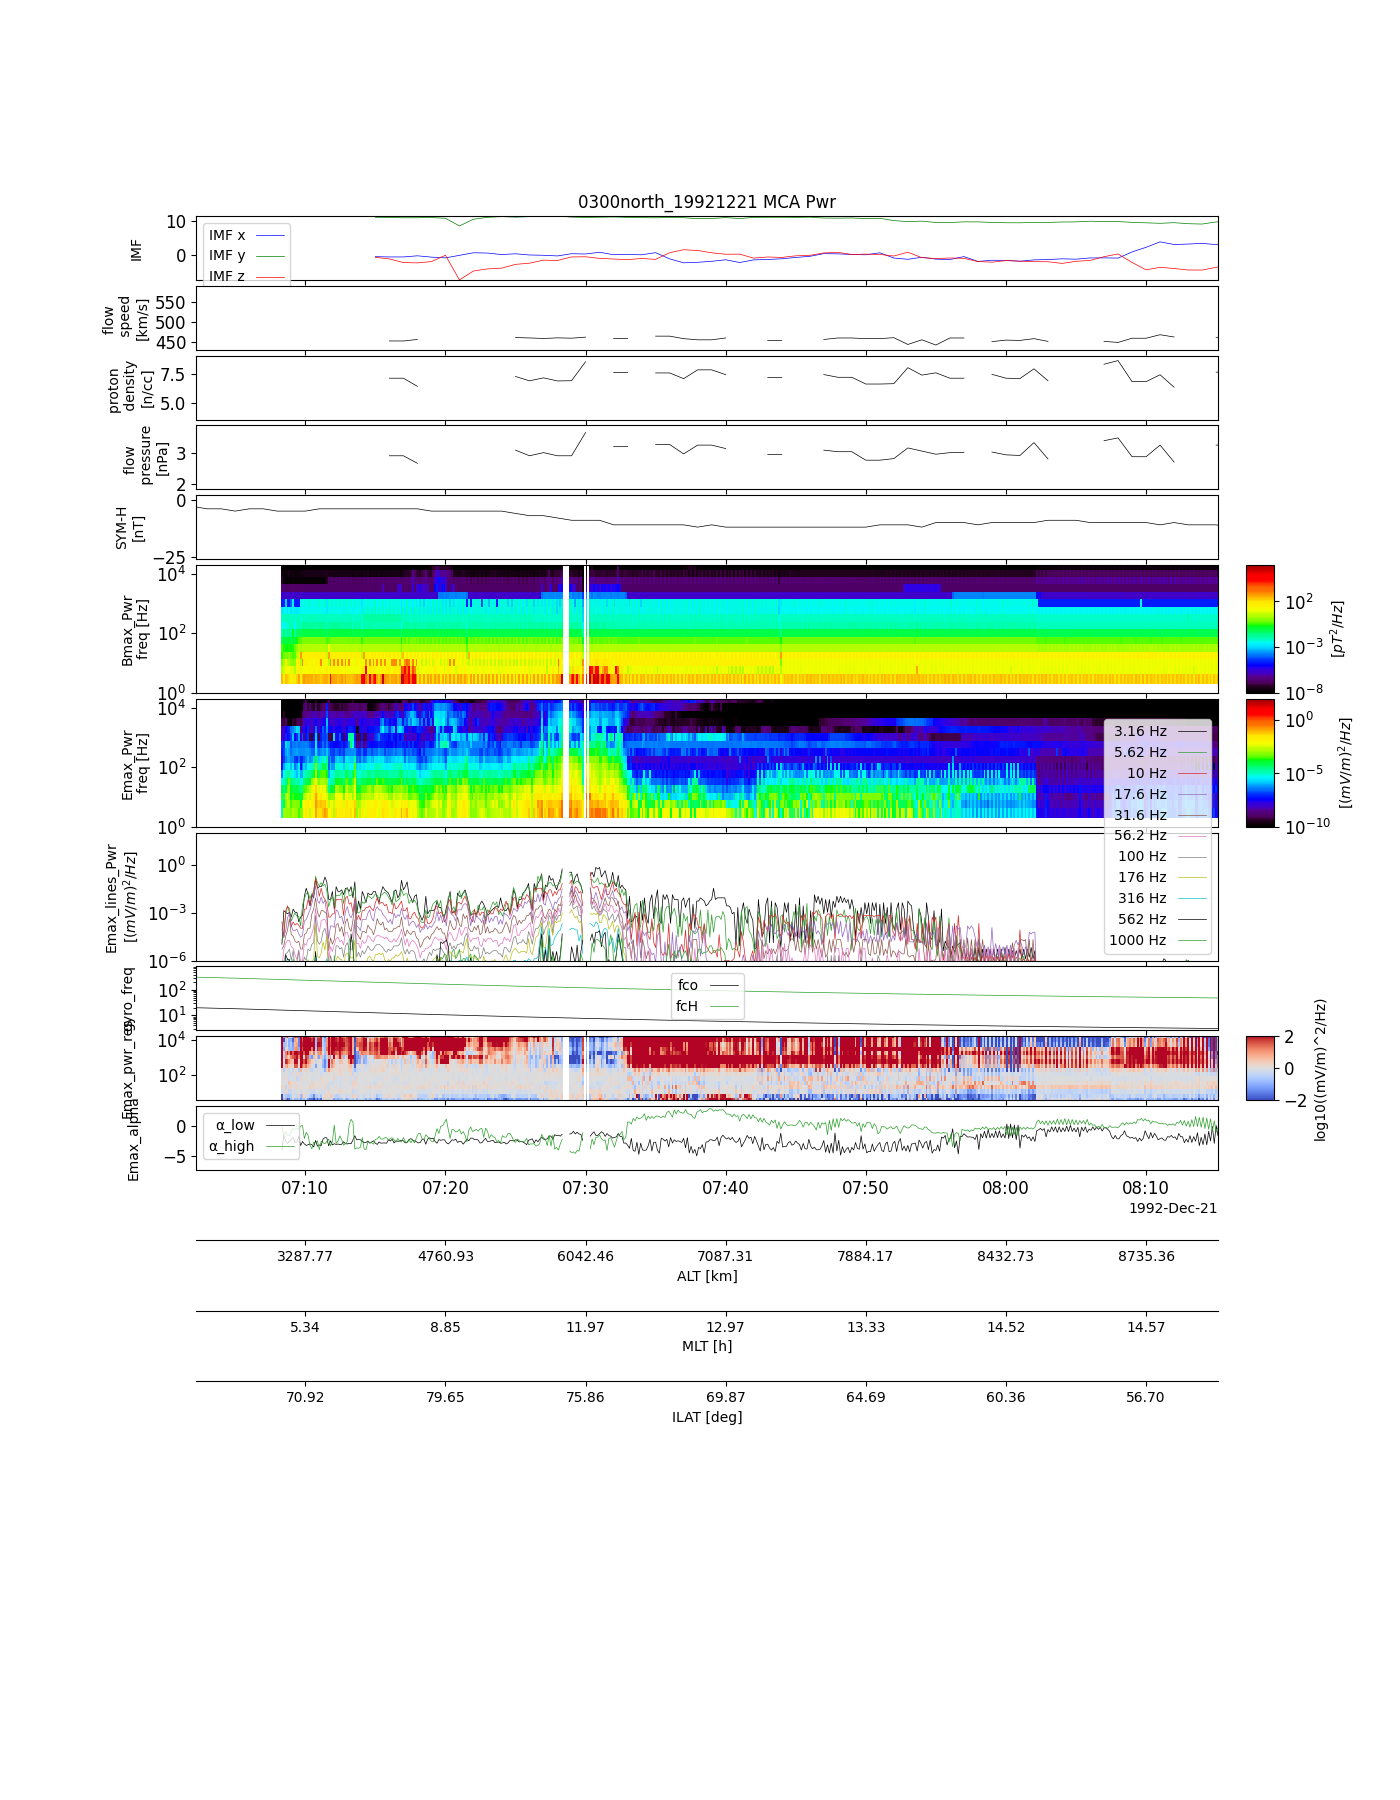 0300north_19921221 MCA Pwr
10
0
IMF
IMF x
IMF y
IMF z
550
500
450
flow
speed
[km/s]
7.5
5.0
proton
density
[n/cc]
3
2
flow
pressure
[nPa]
0
−25
SYM-H
[nT]
10^4
10^2
10^0
Bmax_Pwr
freq [Hz]
10^2
10^−3
10^−8
[pT^2/Hz]
10^4
10^2
10^0
Emax_Pwr
freq [Hz]
10^0
10^−5
10^−10
[(mV/m)^2/Hz]
3.16 Hz
5.62 Hz
10 Hz
17.6 Hz
31.6 Hz
56.2 Hz
100 Hz
176 Hz
316 Hz
562 Hz
1000 Hz
10^0
10^−3
10^−6
Emax_lines_Pwr
[(mV/m)^2/Hz]
10^2
10^1
gyro_freq
fco
fcH
10^4
10^2
Emax_pwr_reg
2
0
−2
log10((mV/m)^2/Hz)
0
−5
Emax_alpha
α_low
α_high
07:10 07:20 07:30 07:40 07:50 08:00 08:10
1992-Dec-21
3287.77 4760.93 6042.46 7087.31 7884.17 8432.73 8735.36
ALT [km]
5.34 8.85 11.97 12.97 13.33 14.52 14.57
MLT [h]
70.92 79.65 75.86 69.87 64.69 60.36 56.70
ILAT [deg]